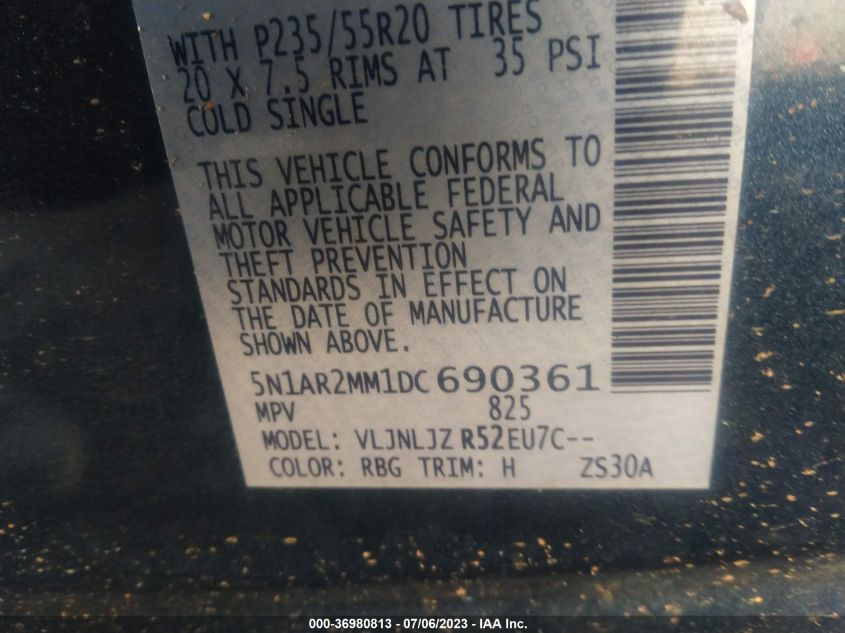 WITH P235/55R20 TIRES
20 X 7.5 RIMS AT 35 PSI
COLD SINGLE
THIS VEHICLE CONFORMS TO
ALL APPLICABLE FEDERAL
MOTOR VEHICLE SAFETY AND
THEFT PREVENTION
STANDARDS IN EFFECT ON
THE DATE OF MANUFACTURE
SHOWN ABOVE.
5N1AR2MM1DC690361
MPV 825
MODEL: VLJNLJZ R52EU7C--
COLOR: RBG TRIM: H ZS30A
000-36980813 - 07/06/2023 - IAA Inc.